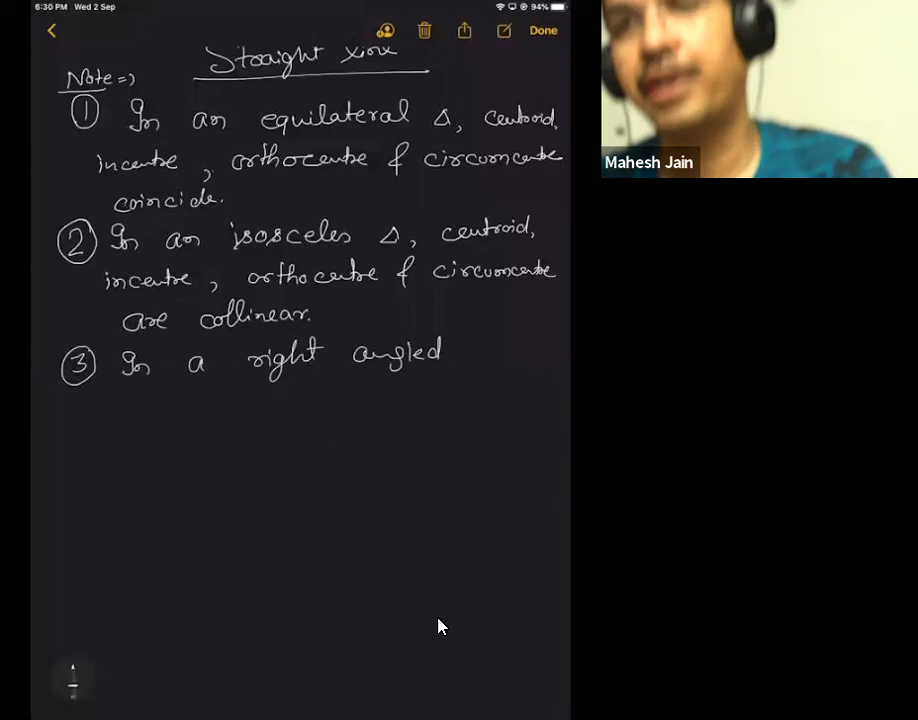 6:30 PM Wed 2 Sep
94%
Done
Straight Line
Note =>
① In an equilateral Δ, centroid,
incentre, orthocentre & circumcentre
coincide.
② In an isosceles Δ, centroid,
incentre, orthocentre & circumcentre
are collinear.
③ In a right angled
Mahesh Jain